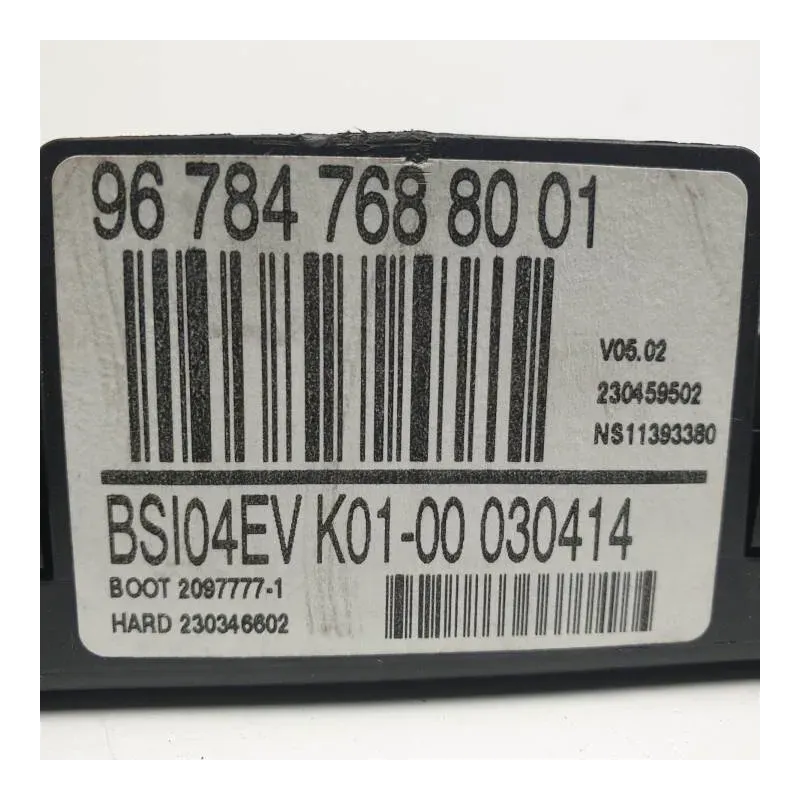 96 784 768 80 01
V05.02
230459502
NS11393380
BSI04EV K01-00 030414
BOOT 2097777-1
HARD 230346602